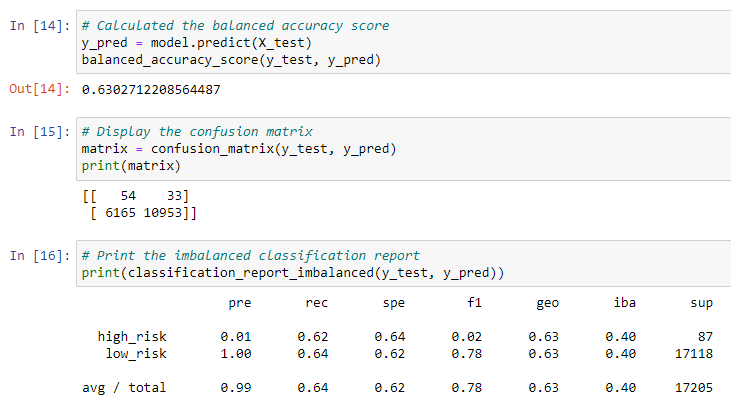 In [14]: # Calculated the balanced accuracy score
y_pred = model.predict(X_test)
balanced_accuracy_score(y_test, y_pred)
Out[14]: 0.6302712208564487
In [15]: # Display the confusion matrix
matrix = confusion_matrix(y_test, y_pred)
print(matrix)
[[   54    33]
 [ 6165 10953]]
In [16]: # Print the imbalanced classification report
print(classification_report_imbalanced(y_test, y_pred))
pre rec spe f1 geo iba sup
high_risk 0.01 0.62 0.64 0.02 0.63 0.40 87
low_risk 1.00 0.64 0.62 0.78 0.63 0.40 17118
avg / total 0.99 0.64 0.62 0.78 0.63 0.40 17205